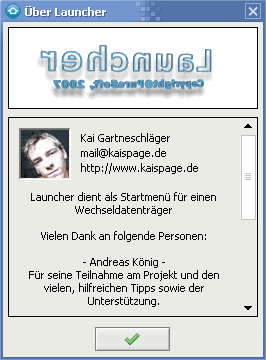 Über Launcher
Launcher
Copyright © ParaSoft, 2007
Kai Gartneschläger
mail@kaispage.de
http://www.kaispage.de
Launcher dient als Startmenü für einen
Wechseldatenträger
Vielen Dank an folgende Personen:
- Andreas König -
Für seine Teilnahme am Projekt und den
vielen, hilfreichen Tipps sowie der
Unterstützung.